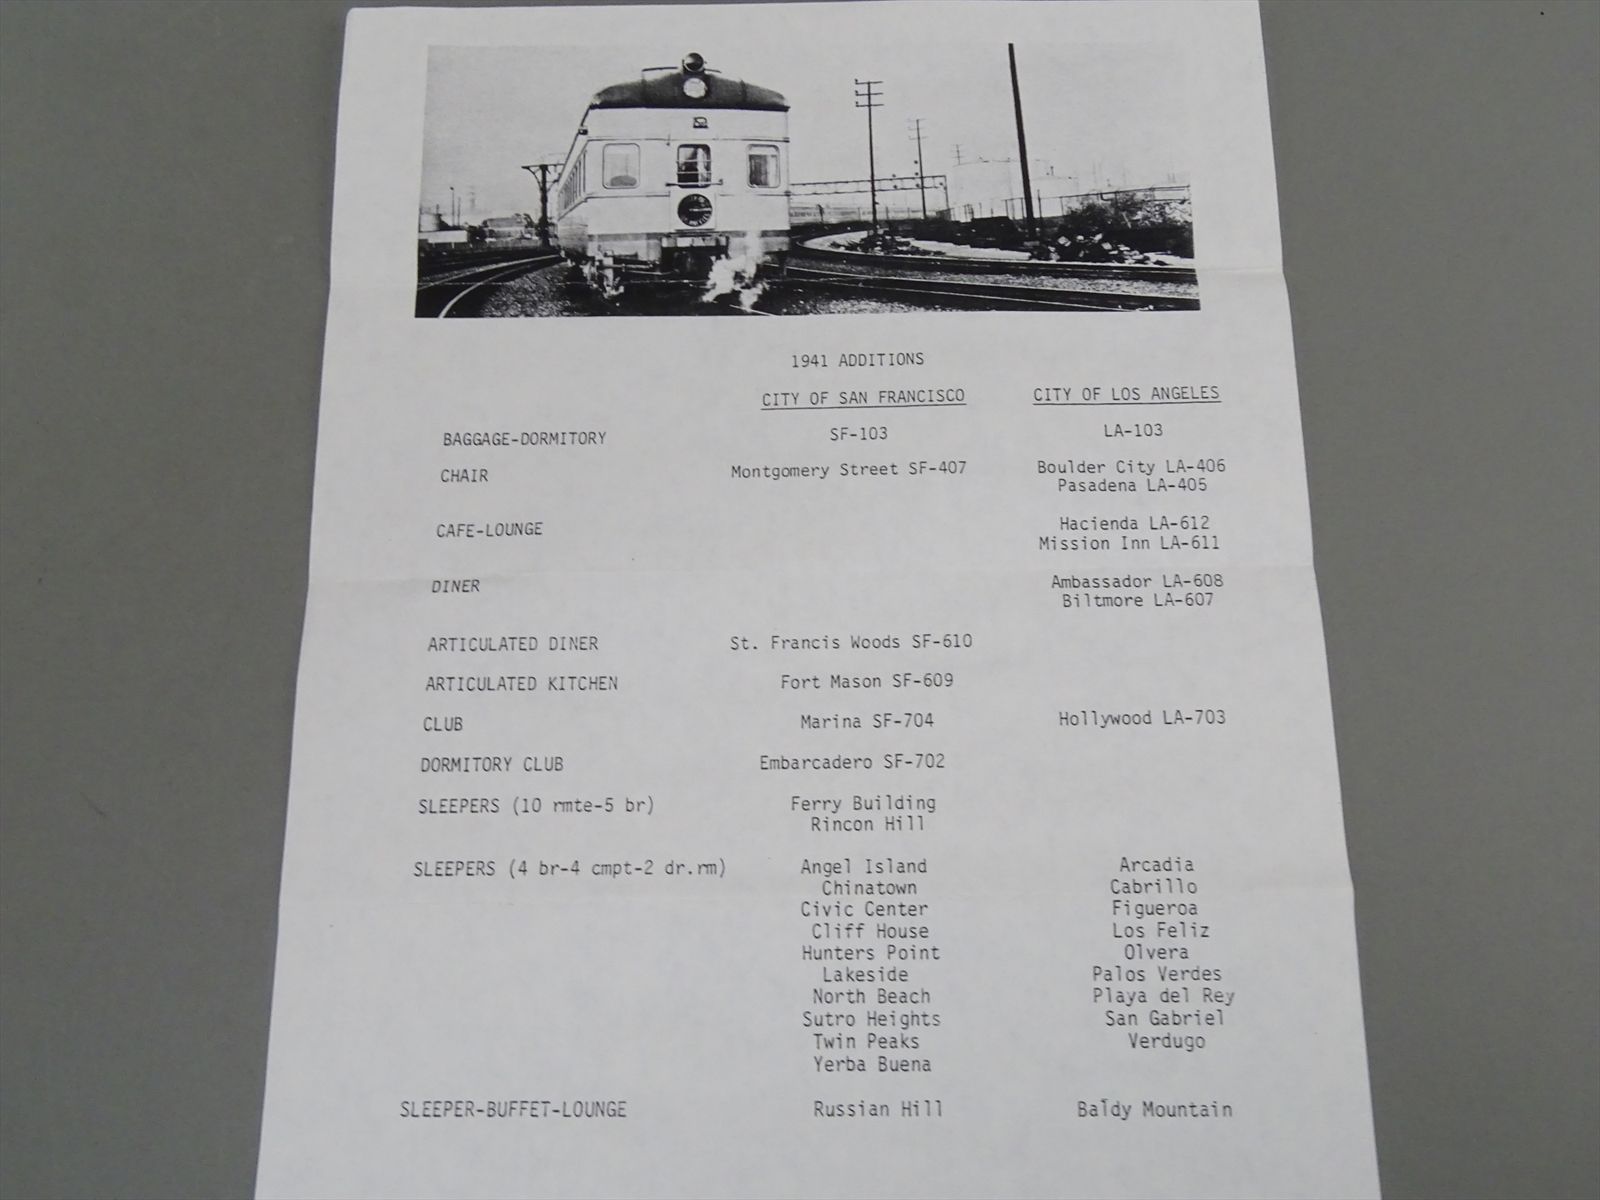 1941 ADDITIONS
CITY OF SAN FRANCISCO CITY OF LOS ANGELES
BAGGAGE-DORMITORY SF-103 LA-103
CHAIR Montgomery Street SF-407 Boulder City LA-406
Pasadena LA-405
CAFE-LOUNGE Hacienda LA-612
Mission Inn LA-611
DINER Ambassador LA-608
Biltmore LA-607
ARTICULATED DINER St. Francis Woods SF-610
ARTICULATED KITCHEN Fort Mason SF-609
CLUB Marina SF-704 Hollywood LA-703
DORMITORY CLUB Embarcadero SF-702
SLEEPERS (10 rmte-5 br) Ferry Building
Rincon Hill
SLEEPERS (4 br-4 cmpt-2 dr.rm) Angel Island Arcadia
Chinatown Cabrillo
Civic Center Figueroa
Cliff House Los Feliz
Hunters Point Olvera
Lakeside Palos Verdes
North Beach Playa del Rey
Sutro Heights San Gabriel
Twin Peaks Verdugo
Yerba Buena
SLEEPER-BUFFET-LOUNGE Russian Hill Baldy Mountain